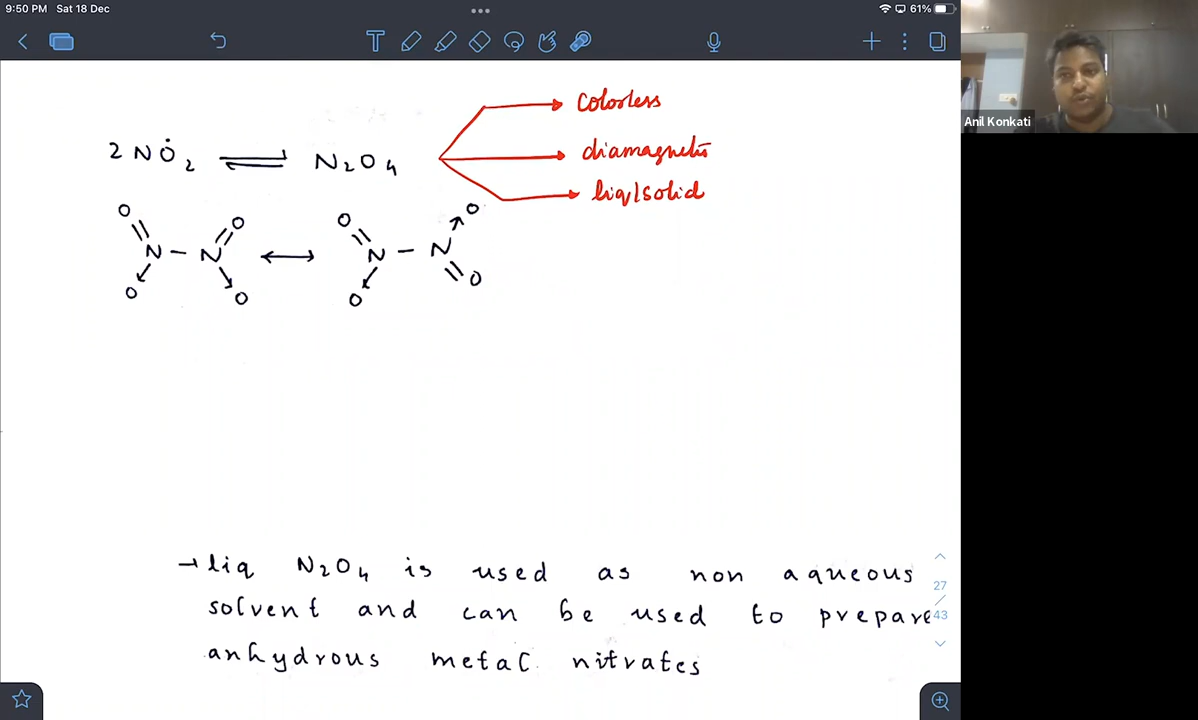 9:50 PM Sat 18 Dec
61%
Anil Konkati
colorless
2 NȮ₂ ⇌ N₂O₄
diamagnetic
liq/solid
O O O O
N – N ⟷ N – N
O O O O
→ liq N₂O₄ is used as non aqueous
27
solvent and can be used to prepare
43
anhydrous metal nitrates